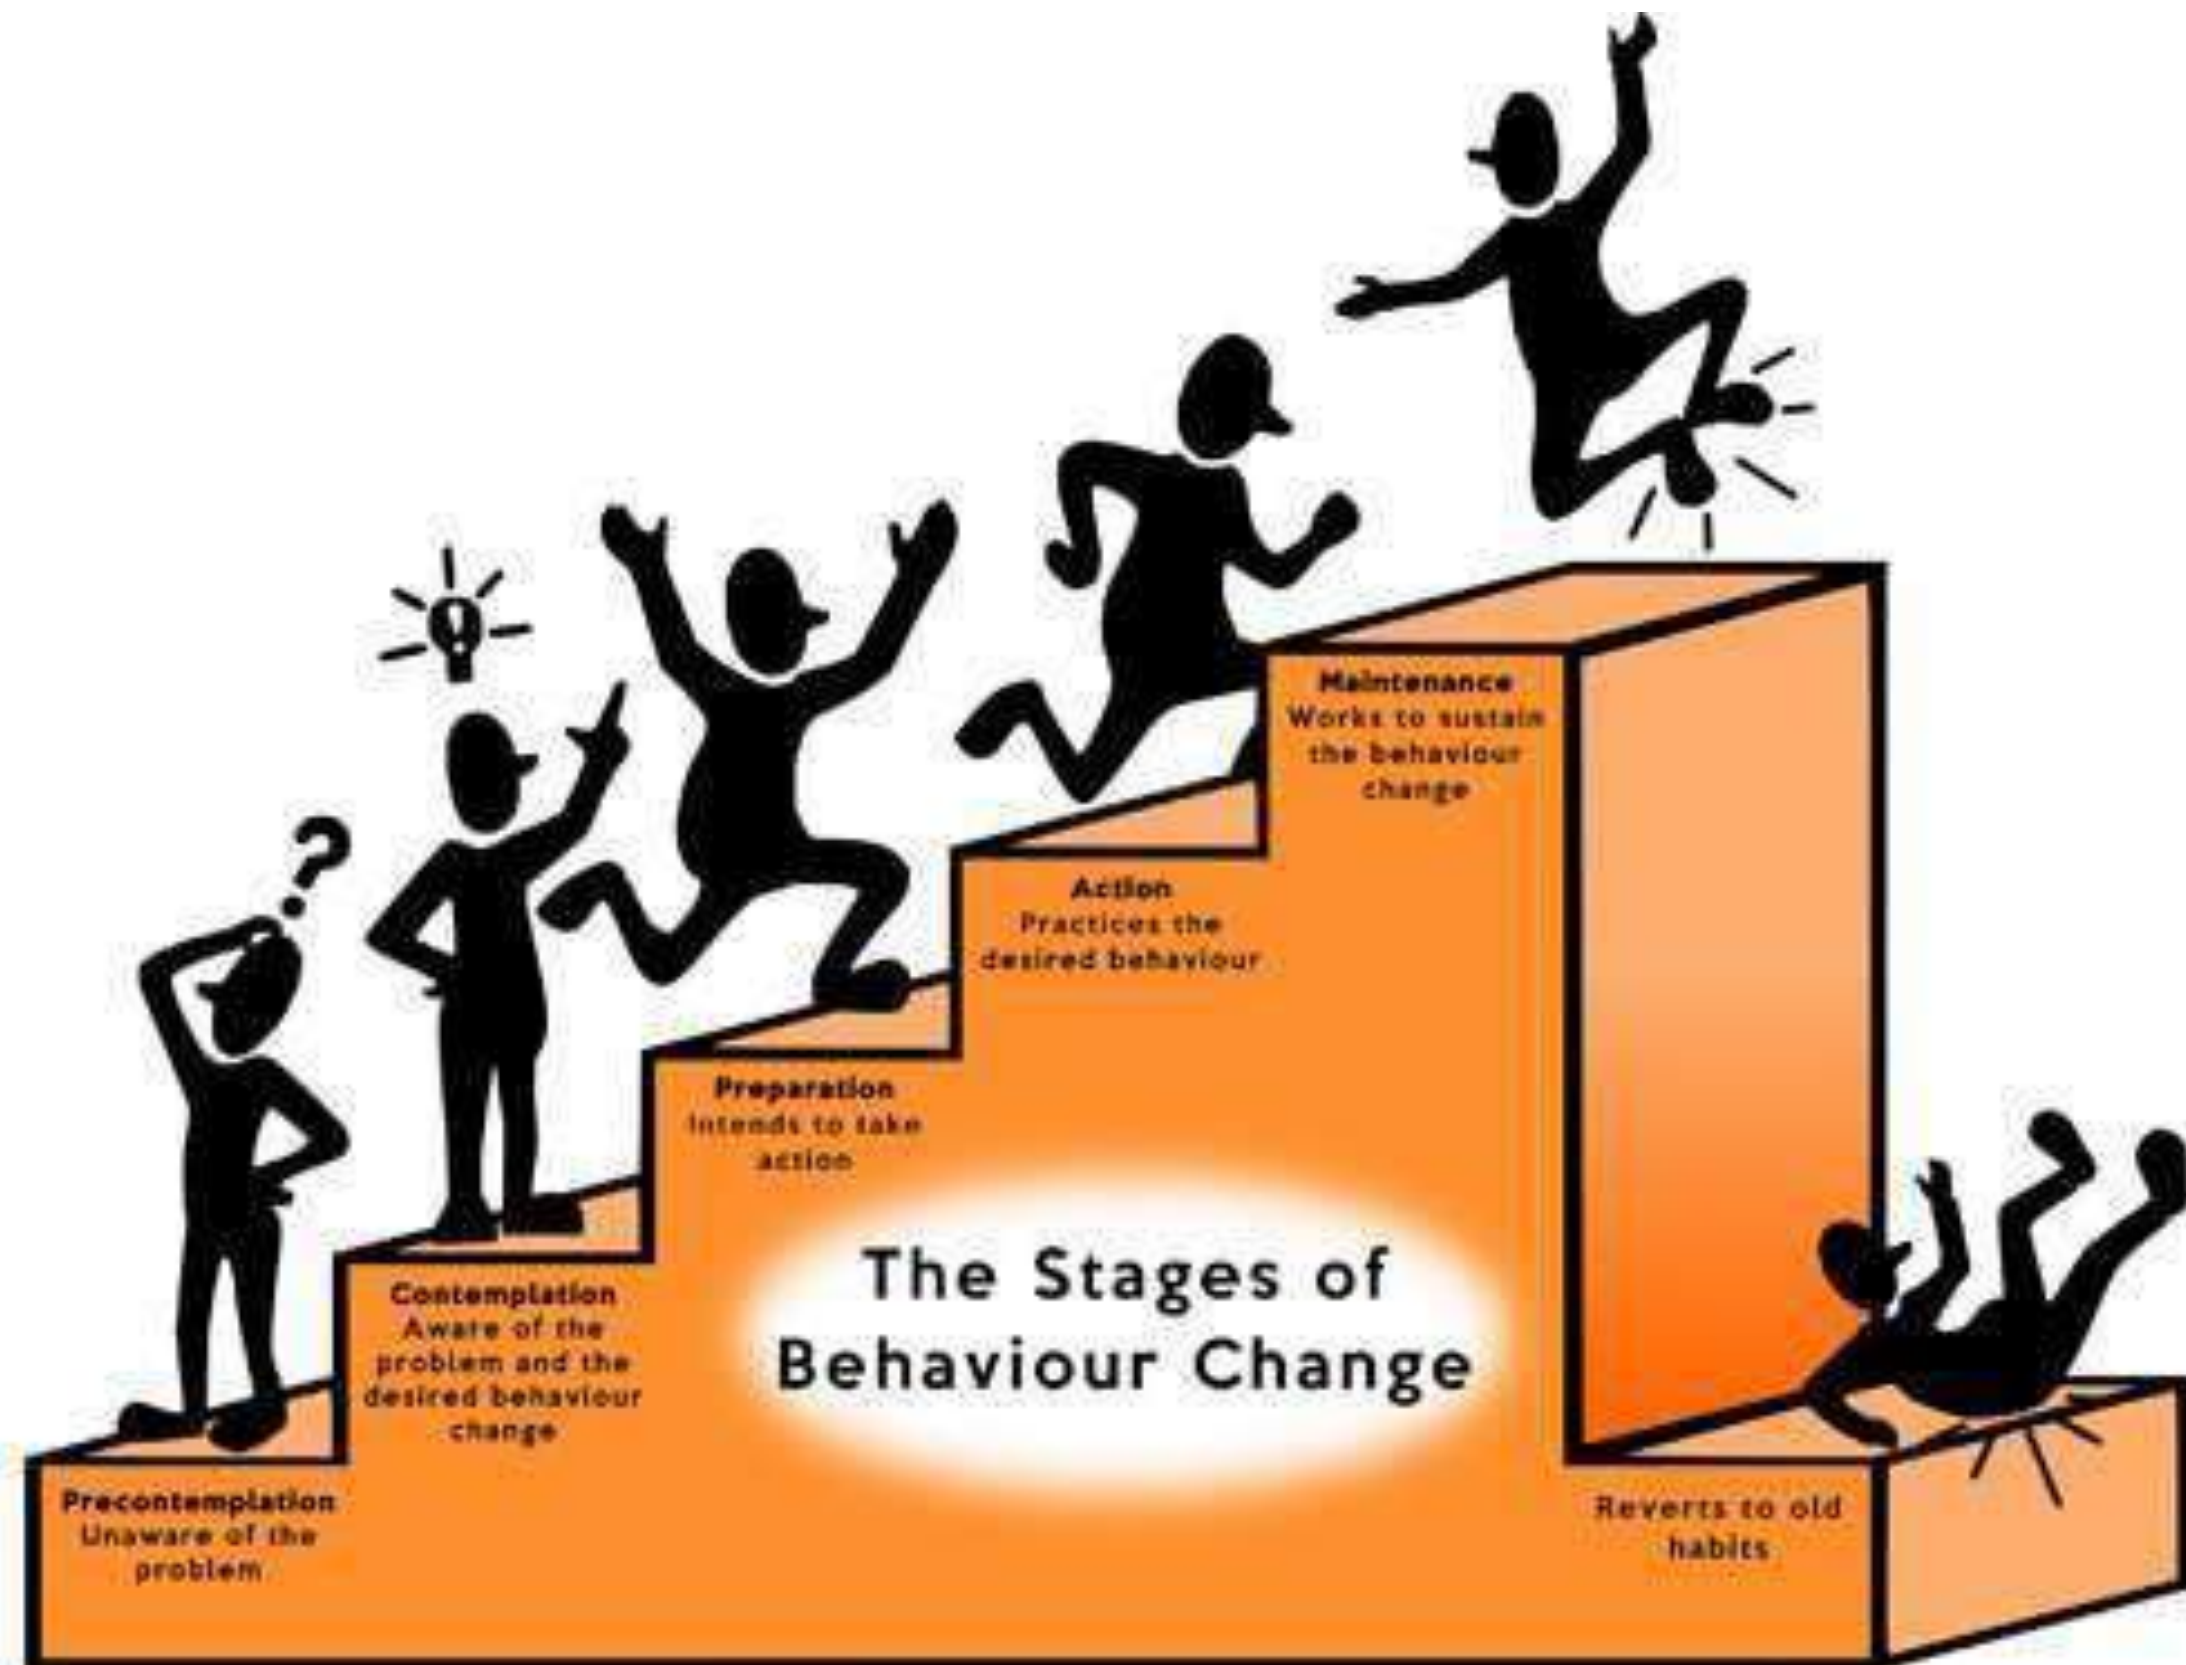 ?
Maintenance
Works to sustain
the behaviour
change
Action
Practices the
desired behaviour
Preparation
Intends to take
action
Contemplation
Aware of the
problem and the
desired behaviour
change
Precontemplation
Unaware of the
problem
The Stages of
Behaviour Change
Reverts to old
habits